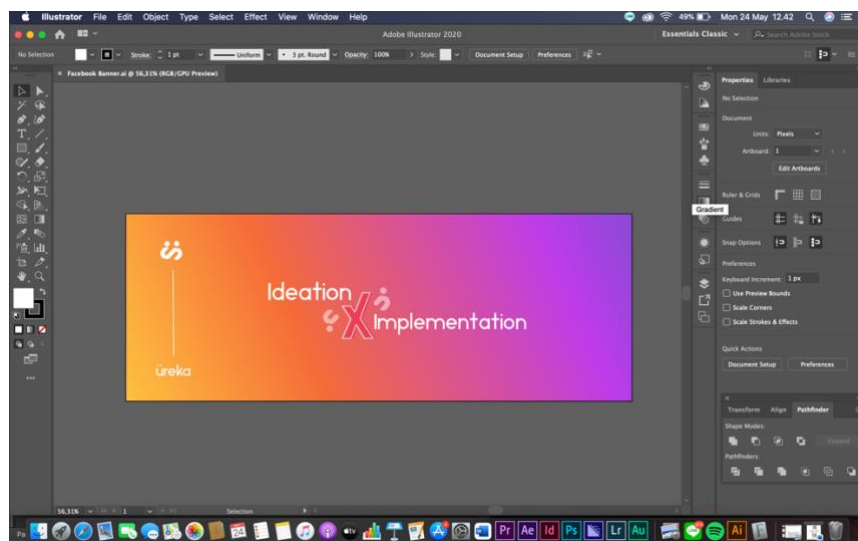 Illustrator File Edit Object Type Select Effect View Window Help
49% Mon 24 May 12.42
Adobe Illustrator 2020
Essentials Classic
Search Adobe Stock
No Selection Stroke: 1 pt Uniform 3 pt. Round Opacity: 100% Style: Document Setup Preferences
× Facebook Banner.ai @ 56,31% (RGB/GPU Preview)
üreka
Ideation
X
Implementation
Gradient
Properties Libraries
No Selection
Document
Units: Pixels
Artboard: 1
Edit Artboards
Ruler & Grids
Guides
Snap Options
Preferences
Keyboard Increment: 1 px
Use Preview Bounds
Scale Corners
Scale Strokes & Effects
Quick Actions
Document Setup Preferences
Transform Align Pathfinder
Shape Modes:
Expand
Pathfinders:
56,31% 1 Selection
Pr Ae Id Ps Lr Au Ai